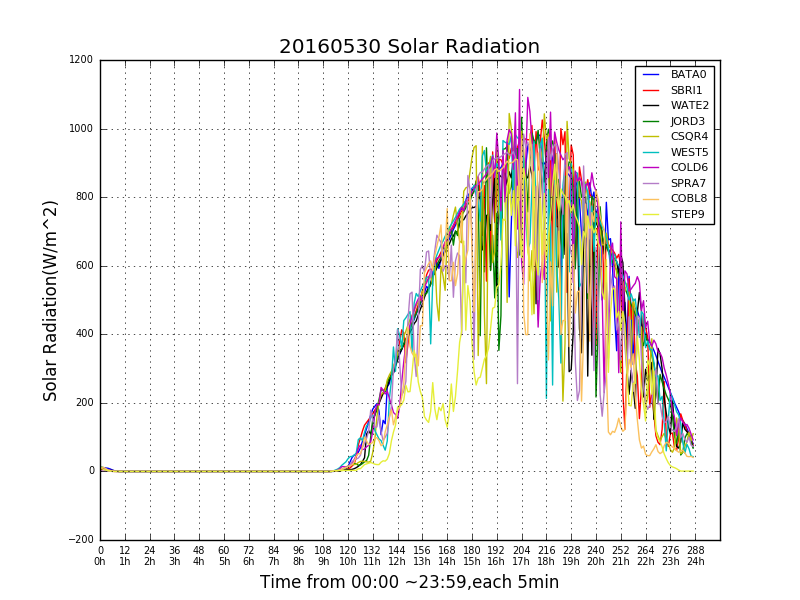 20160530 Solar Radiation
1200
1000
800
600
400
200
0
−200
Solar Radiation(W/m^2)
BATA0
SBRI1
WATE2
JORD3
CSQR4
WEST5
COLD6
SPRA7
COBL8
STEP9
0 12 24 36 48 60 72 84 96 108 120 132 144 156 168 180 192 204 216 228 240 252 264 276 288
0h 1h 2h 3h 4h 5h 6h 7h 8h 9h 10h 11h 12h 13h 14h 15h 16h 17h 18h 19h 20h 21h 22h 23h 24h
Time from 00:00 ~23:59,each 5min